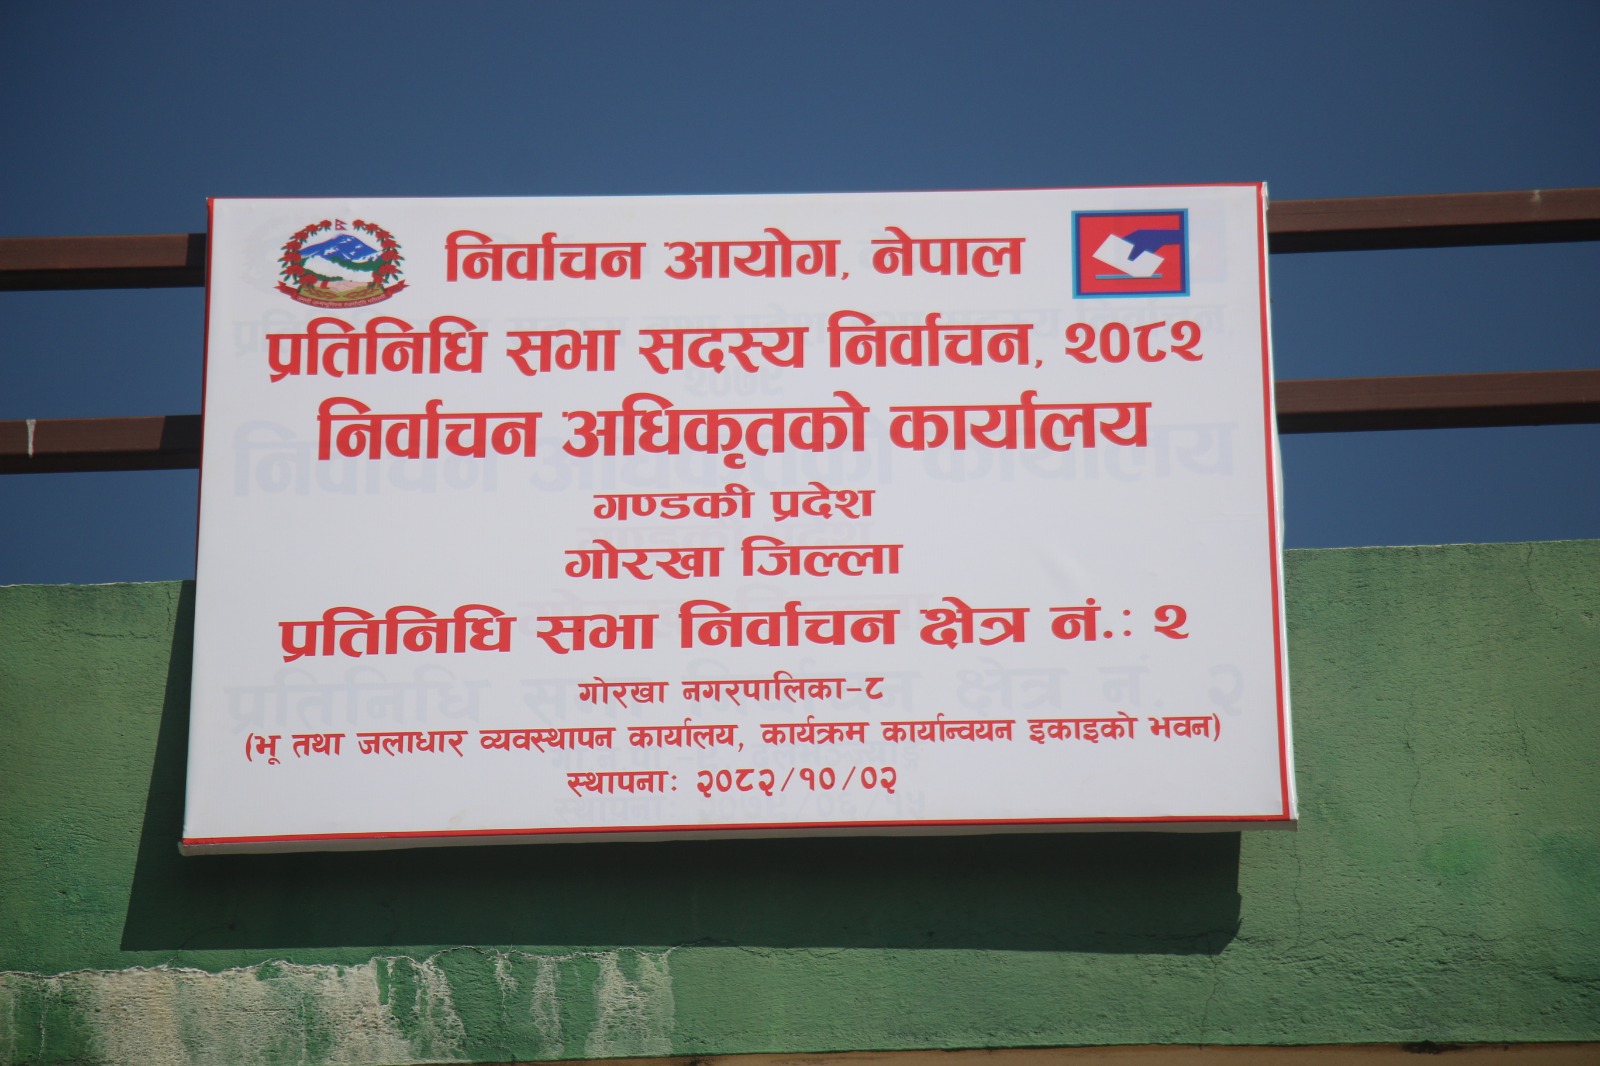 निर्वाचन आयोग, नेपाल
प्रतिनिधि सभा सदस्य निर्वाचन, २०८२
निर्वाचन अधिकृतको कार्यालय
गण्डकी प्रदेश
गोरखा जिल्ला
प्रतिनिधि सभा निर्वाचन क्षेत्र नं.: २
गोरखा नगरपालिका-८
(भू तथा जलाधार व्यवस्थापन कार्यालय, कार्यक्रम कार्यान्वयन इकाइको भवन)
स्थापना: २०८२/१०/०२